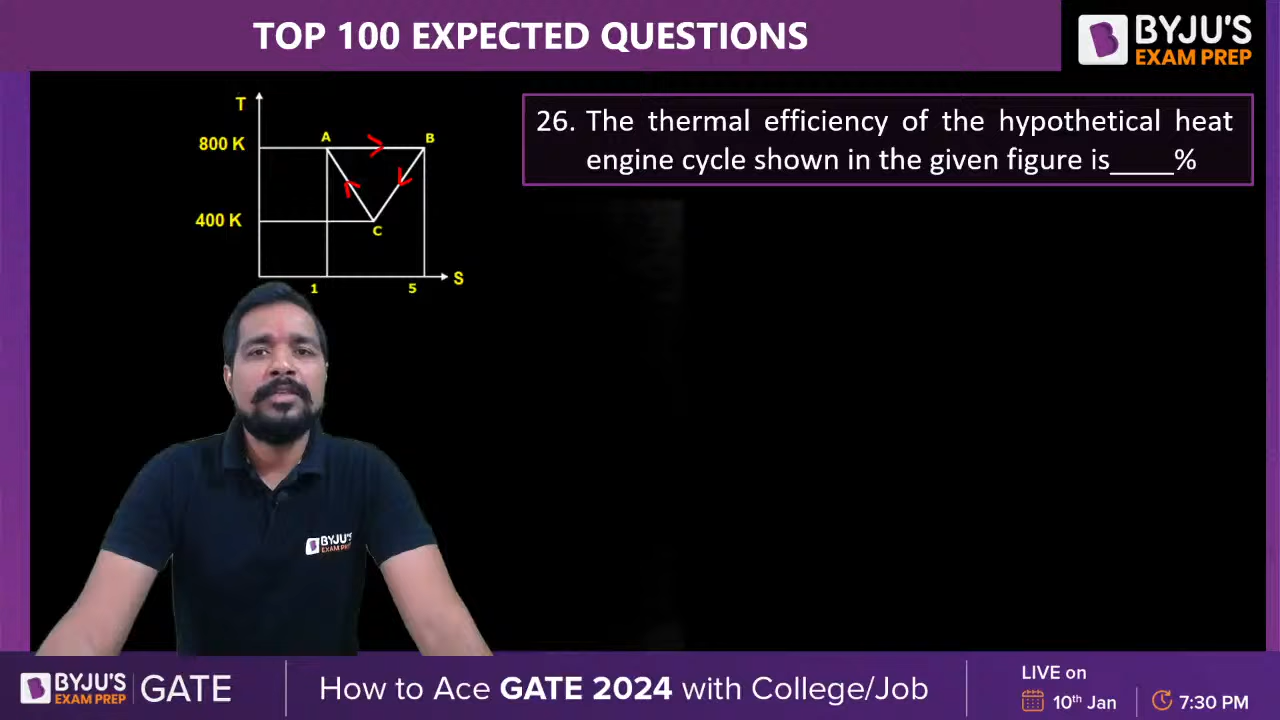 TOP 100 EXPECTED QUESTIONS
BYJU'S
EXAM PREP
T
800 K
A
B
400 K
C
S
1
5
26. The thermal efficiency of the hypothetical heat
engine cycle shown in the given figure is____%
BYJU'S
EXAM PREP
BYJU'S
EXAM PREP
GATE
How to Ace GATE 2024 with College/Job
LIVE on
10th Jan
7:30 PM